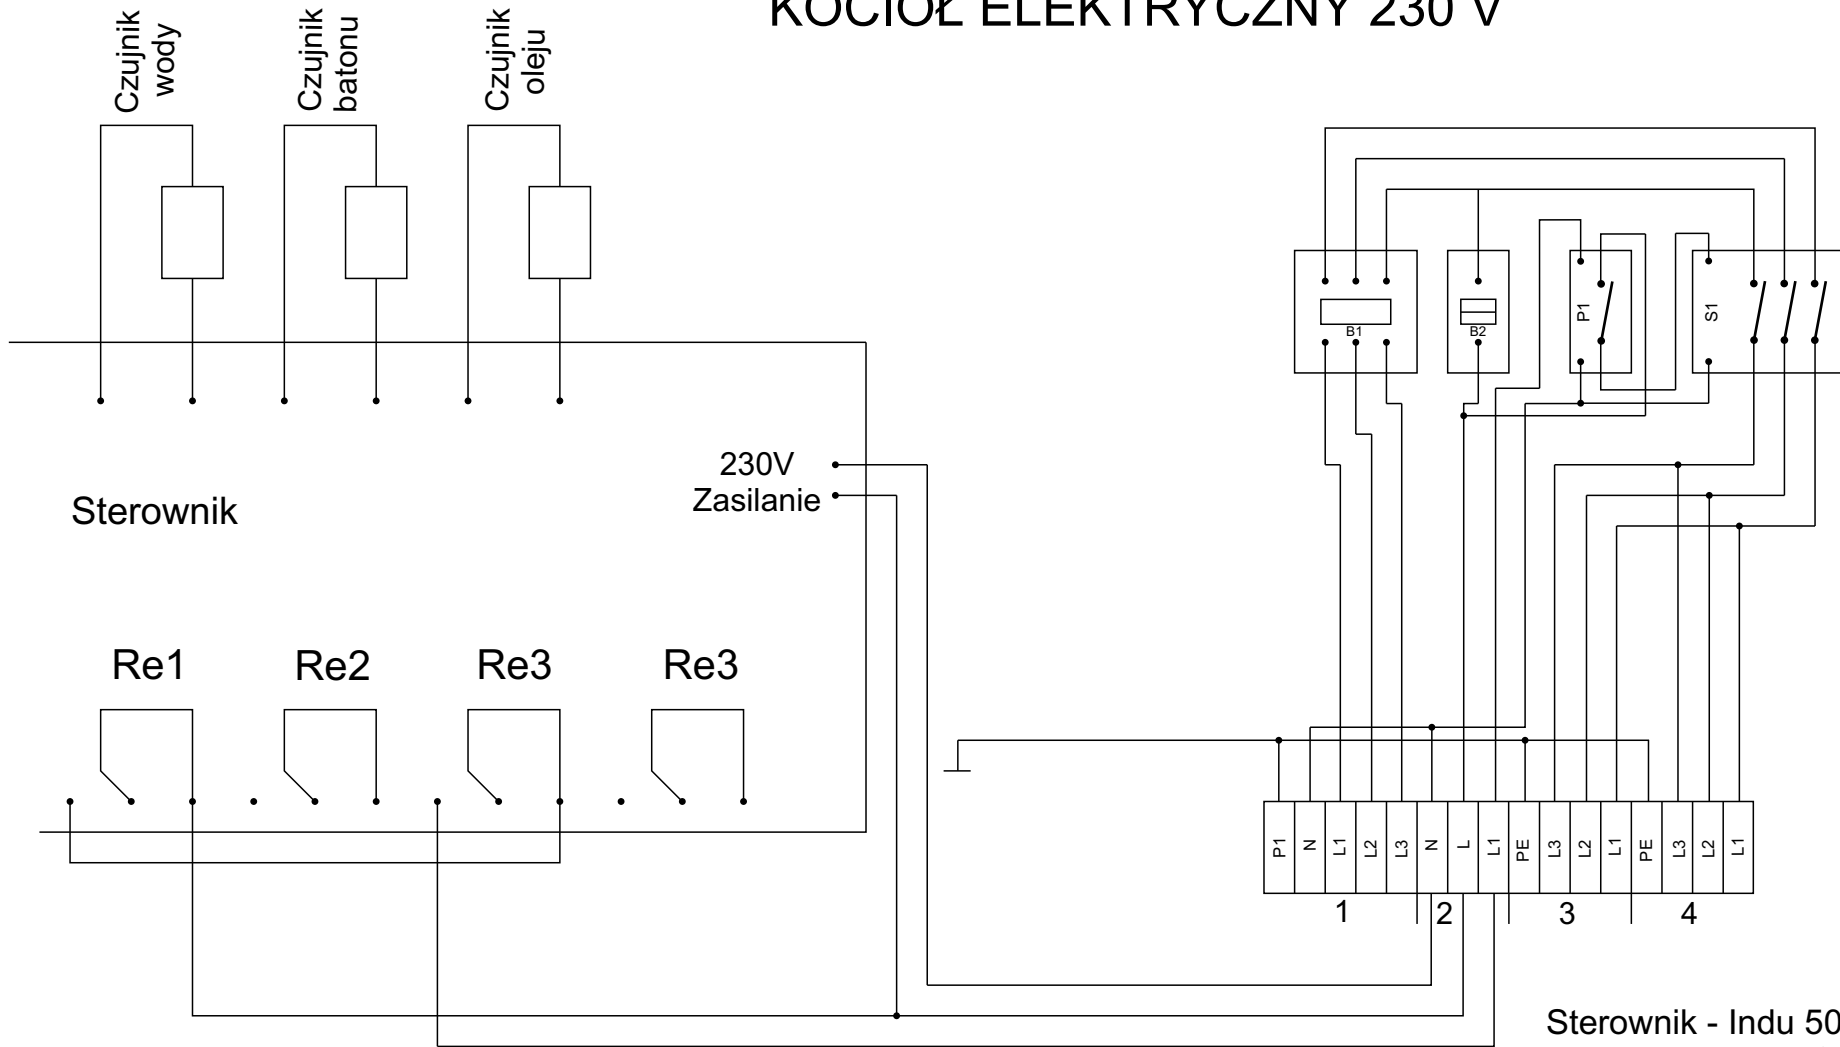 KOCIOŁ ELEKTRYCZNY 230 V
Czujnik
wody
Czujnik
batonu
Czujnik
oleju
B1
B2
P1
S1
230V
Zasilanie
Sterownik
Re1
Re2
Re3
Re3
P1
N
L1
L2
L3
N
L
L1
PE
L3
L2
L1
PE
L3
L2
L1
1
2
3
4
Sterownik - Indu 50